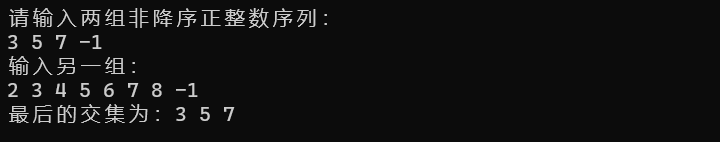 请输入两组非降序正整数序列:
3 5 7 -1
输入另一组:
2 3 4 5 6 7 8 -1
最后的交集为: 3 5 7